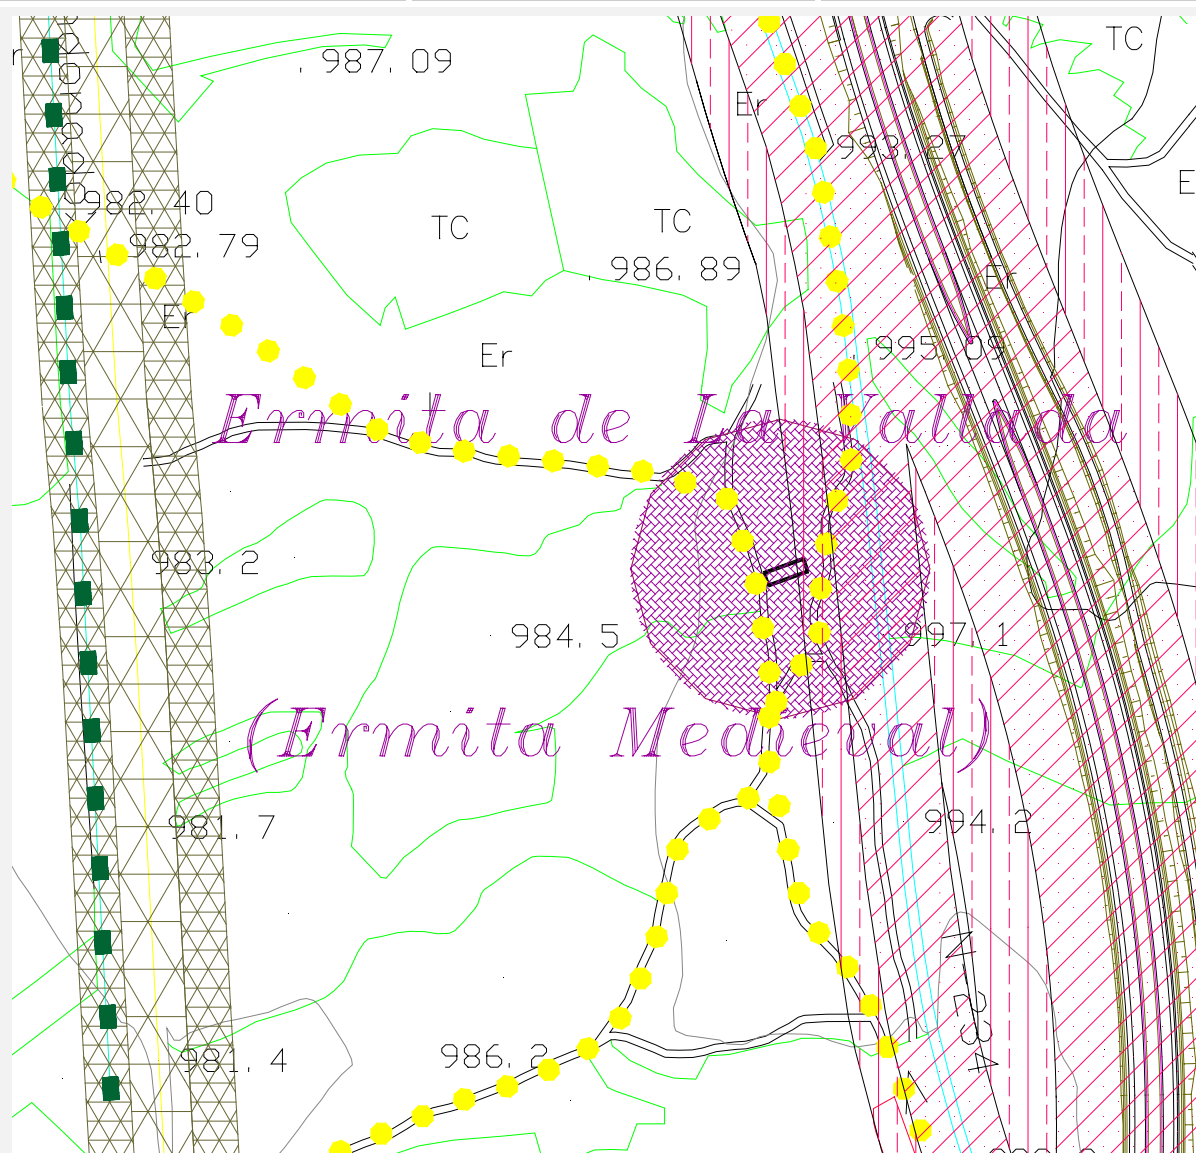 TC
987.09
Er
993.27
982.40
TC
TC
982.79
986.89
Er
Er
995.09
Er
Ermita de La Vallada
983.2
984.5
997.1
(Ermita Medieval)
981.7
994.2
N-234
981.4
986.2